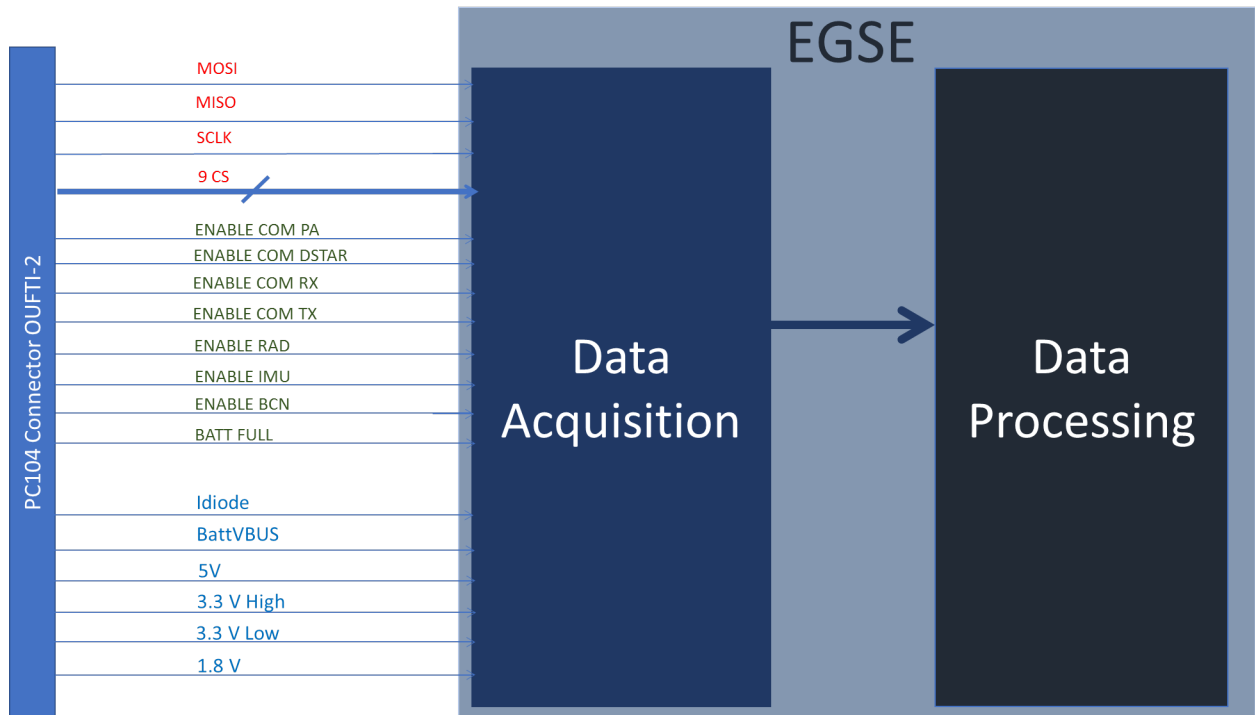 EGSE
PC104 Connector OUFTI-2
MOSI
MISO
SCLK
9 CS
ENABLE COM PA
ENABLE COM DSTAR
ENABLE COM RX
ENABLE COM TX
ENABLE RAD
ENABLE IMU
ENABLE BCN
BATT FULL
Idiode
BattVBUS
5V
3.3 V High
3.3 V Low
1.8 V
Data
Acquisition
Data
Processing